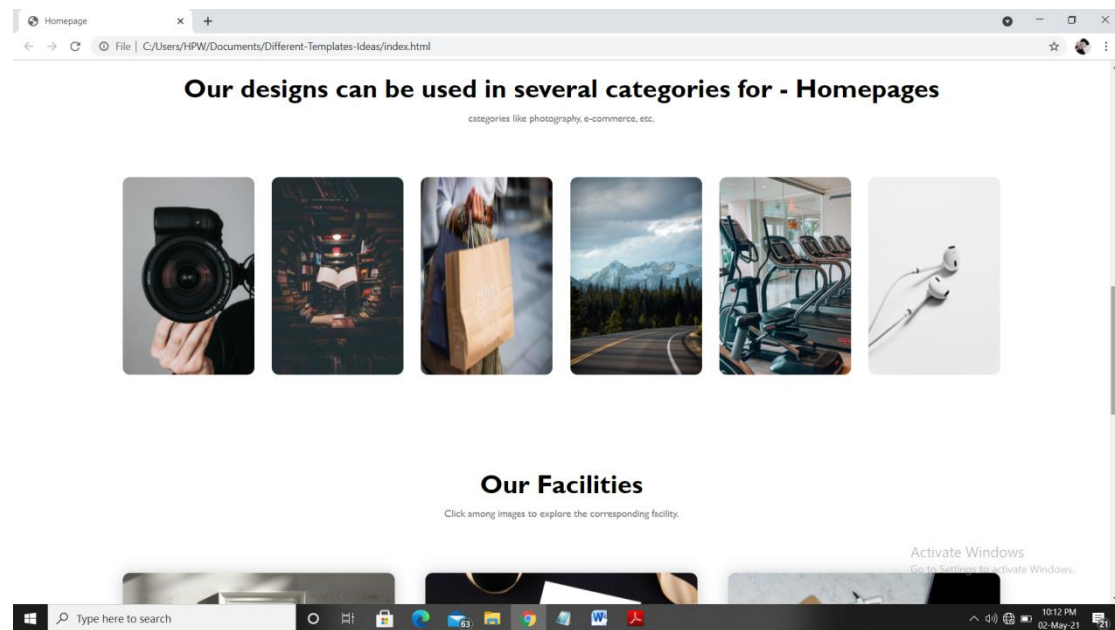 Homepage
File | C:/Users/HPW/Documents/Different-Templates-Ideas/index.html
Our designs can be used in several categories for - Homepages
categories like photography, e-commerce, etc.
Our Facilities
Click among images to explore the corresponding facility.
Activate Windows
Go to Settings to activate Windows.
Type here to search
63
W
10:12 PM
02-May-21
21